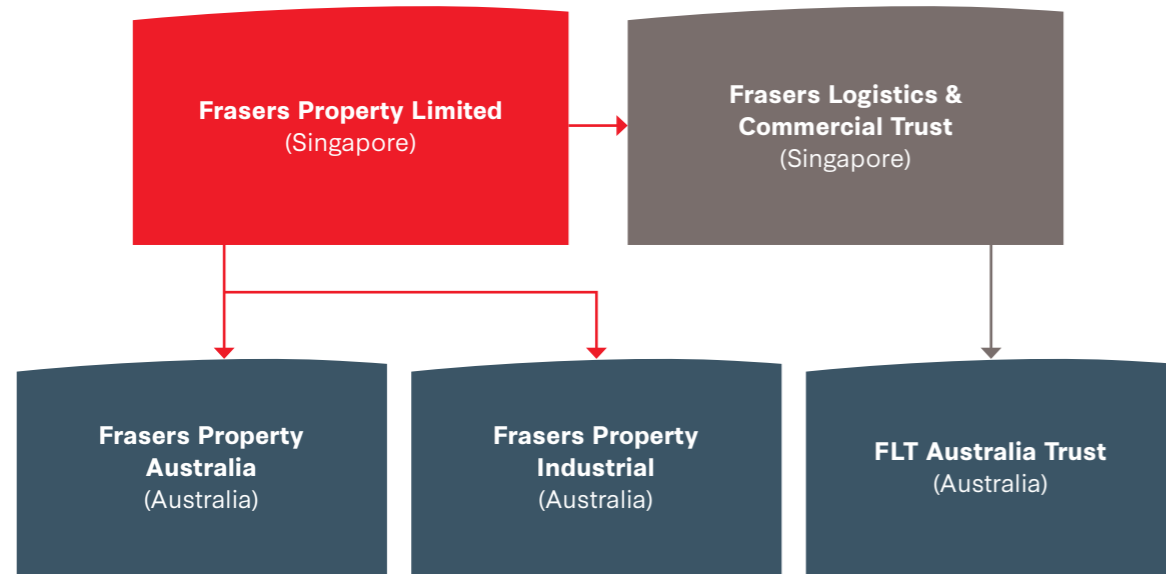 Frasers Property Limited
(Singapore)
Frasers Logistics &
Commercial Trust
(Singapore)
Frasers Property
Australia
(Australia)
Frasers Property
Industrial
(Australia)
FLT Australia Trust
(Australia)